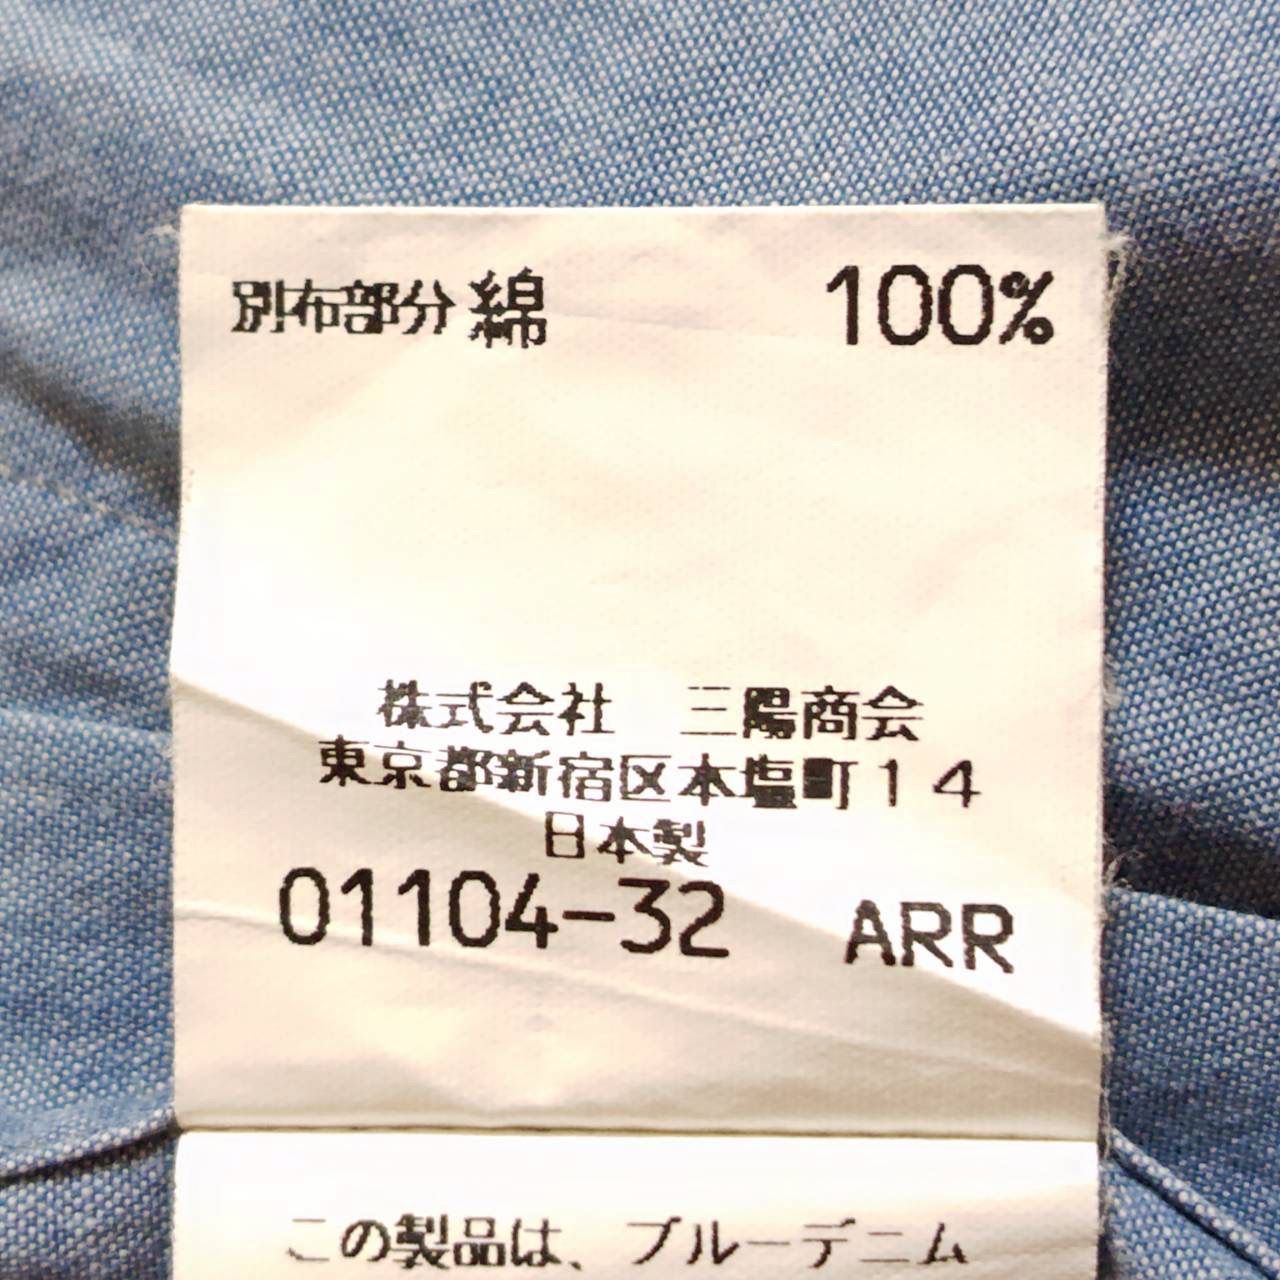 別布部分 綿 100%
株式会社 三陽商会
東京都新宿区本塩町14
日本製
01104-32 ARR
この製品は、ブルーデニム